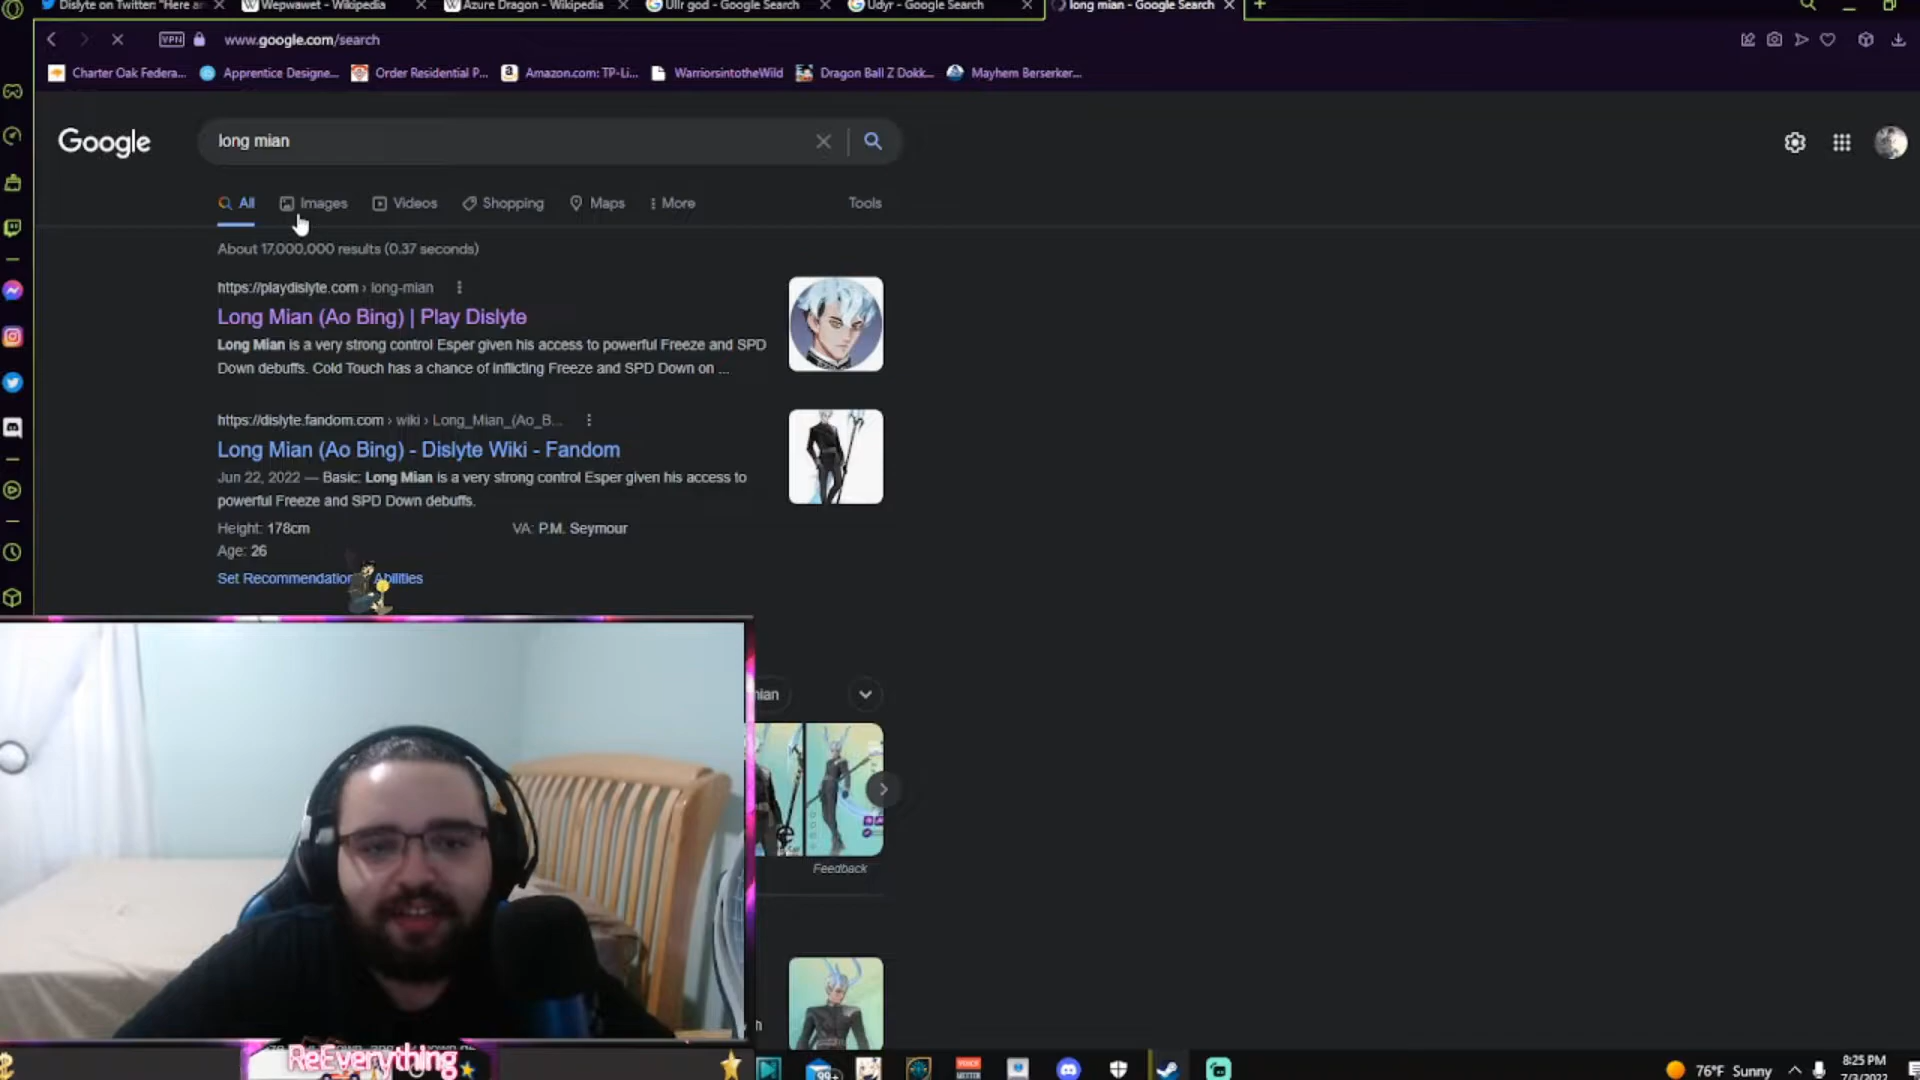 Dislyte on Twitter: "Here a
Wepwawet - Wikipedia
Azure Dragon - Wikipedia
Ullr god - Google Search
Udyr - Google Search
long mian - Google Search
VPN
www.google.com/search
Charter Oak Federa...
Apprentice Designe...
Order Residential P...
Amazon.com: TP-Li...
WarriorsintotheWild
Dragon Ball Z Dokk...
Mayhem Berserker...
Google
long mian
All
Images
Videos
Shopping
Maps
More
Tools
About 17,000,000 results (0.37 seconds)
https://playdislyte.com › long-mian
Long Mian (Ao Bing) | Play Dislyte
Long Mian is a very strong control Esper given his access to powerful Freeze and SPD
Down debuffs. Cold Touch has a chance of inflicting Freeze and SPD Down on ...
https://dislyte.fandom.com › wiki › Long_Mian_(Ao_B...
Long Mian (Ao Bing) - Dislyte Wiki - Fandom
Jun 22, 2022 — Basic: Long Mian is a very strong control Esper given his access to
powerful Freeze and SPD Down debuffs.
Height: 178cm
VA: P.M. Seymour
Age: 26
Set Recommendation
Abilities
mian
Feedback
ReEverything
99+
76°F Sunny
8:25 PM
7/3/2022